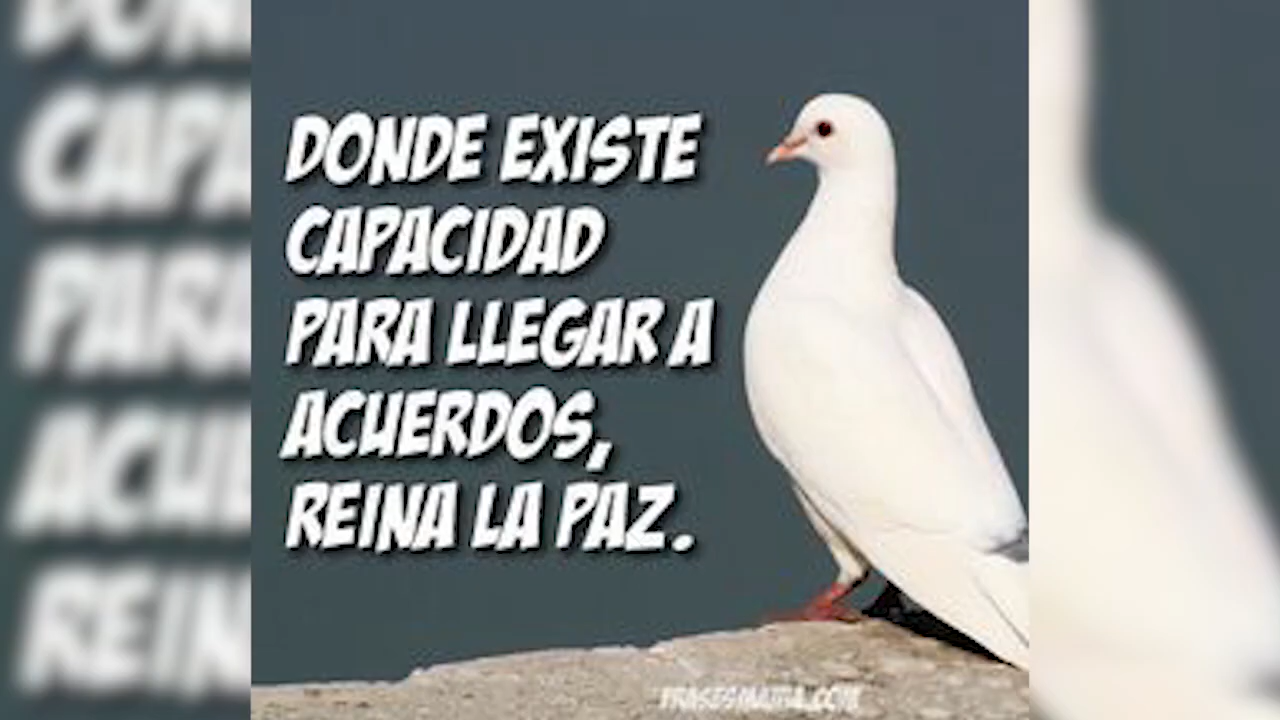 DONDE EXISTE
CAPACIDAD
PARA LLEGAR A
ACUERDOS,
REINA LA PAZ.